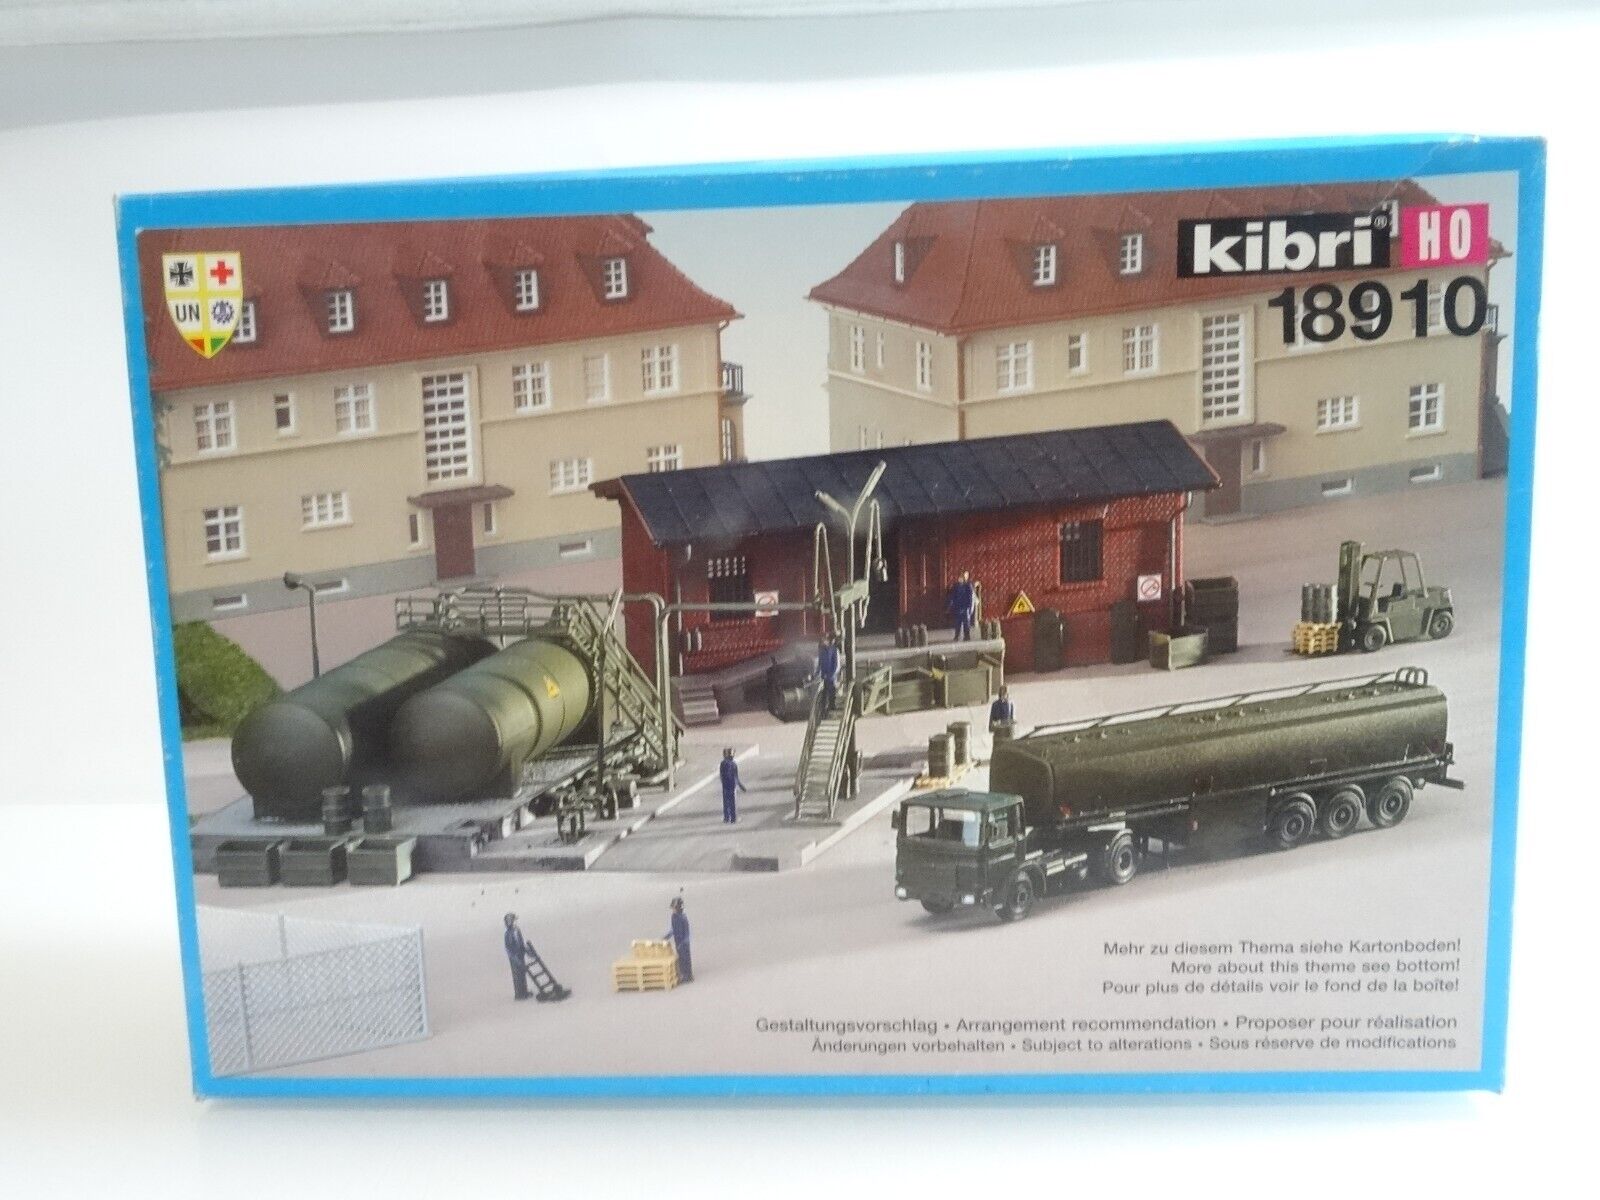 UN
kibri® HO
18910
Mehr zu diesem Thema siehe Kartonboden!
More about this theme see bottom!
Pour plus de détails voir le fond de la boîte!
Gestaltungsvorschlag • Arrangement recommendation • Proposer pour réalisation
Änderungen vorbehalten • Subject to alterations • Sous réserve de modifications